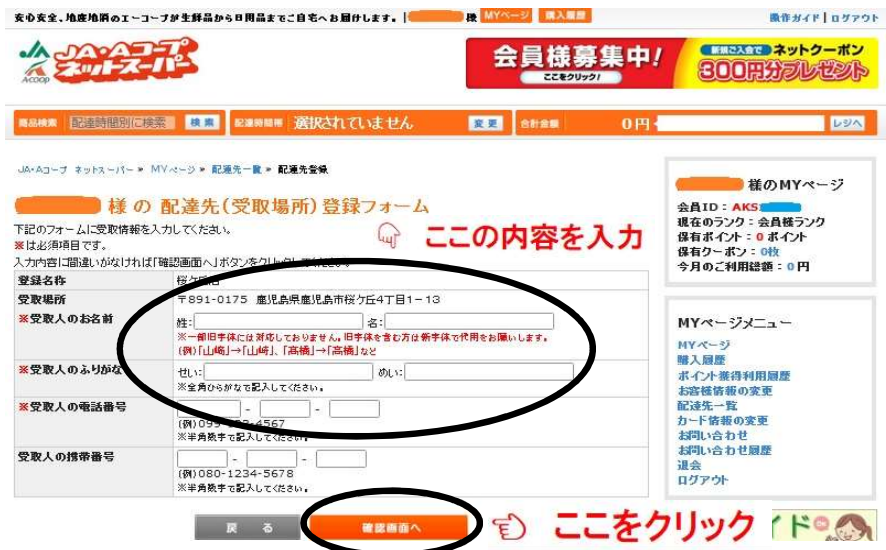 安心安全、地産地消のエーコープが生鮮品から日用品までご自宅へお届けします。| 様 MYページ 購入履歴 操作ガイド | ログアウト
JA・Aコープ
ネットスーパー
ACOOP
会員様募集中!
ここをクリック!
新規ご入会で ネットクーポン
300円分プレゼント
商品検索 配達時間別に検索 検索 配達時間帯 選択されていません 変更 合計金額 0円 レジへ
JA・Aコープ ネットスーパー » MYページ » 配達先一覧 » 配達先登録
様 の 配達先(受取場所)登録フォーム
下記のフォームに受取情報を入力してください。
※は必須項目です。
入力内容に間違いがなければ「確認画面へ」ボタンをクリックしてください。
ここの内容を入力
登録名称 桜ケ丘店
受取場所 〒891-0175 鹿児島県鹿児島市桜ケ丘4丁目1-13
※受取人のお名前 姓: 名:
※一部旧字体には対応しておりません。旧字体を含む方は新字体で代用をお願いします。
※受取人のふりがな せい: めい:
※全角ひらがなで記入してください。
※受取人の電話番号 - -
※半角数字で記入してください。
受取人の携帯番号 - -
(例)080-1234-5678
※半角数字で記入してください。
戻 る 確認画面へ
ここをクリック
様のMYページ
会員ID:AKS
現在のランク:会員様ランク
保有ポイント:0 ポイント
保有クーポン:0枚
今月のご利用総額:0 円
MYページメニュー
MYページ
購入履歴
ポイント獲得利用履歴
お客様情報の変更
配達先一覧
カード情報の変更
お問い合わせ
お問い合わせ履歴
退会
ログアウト
イド